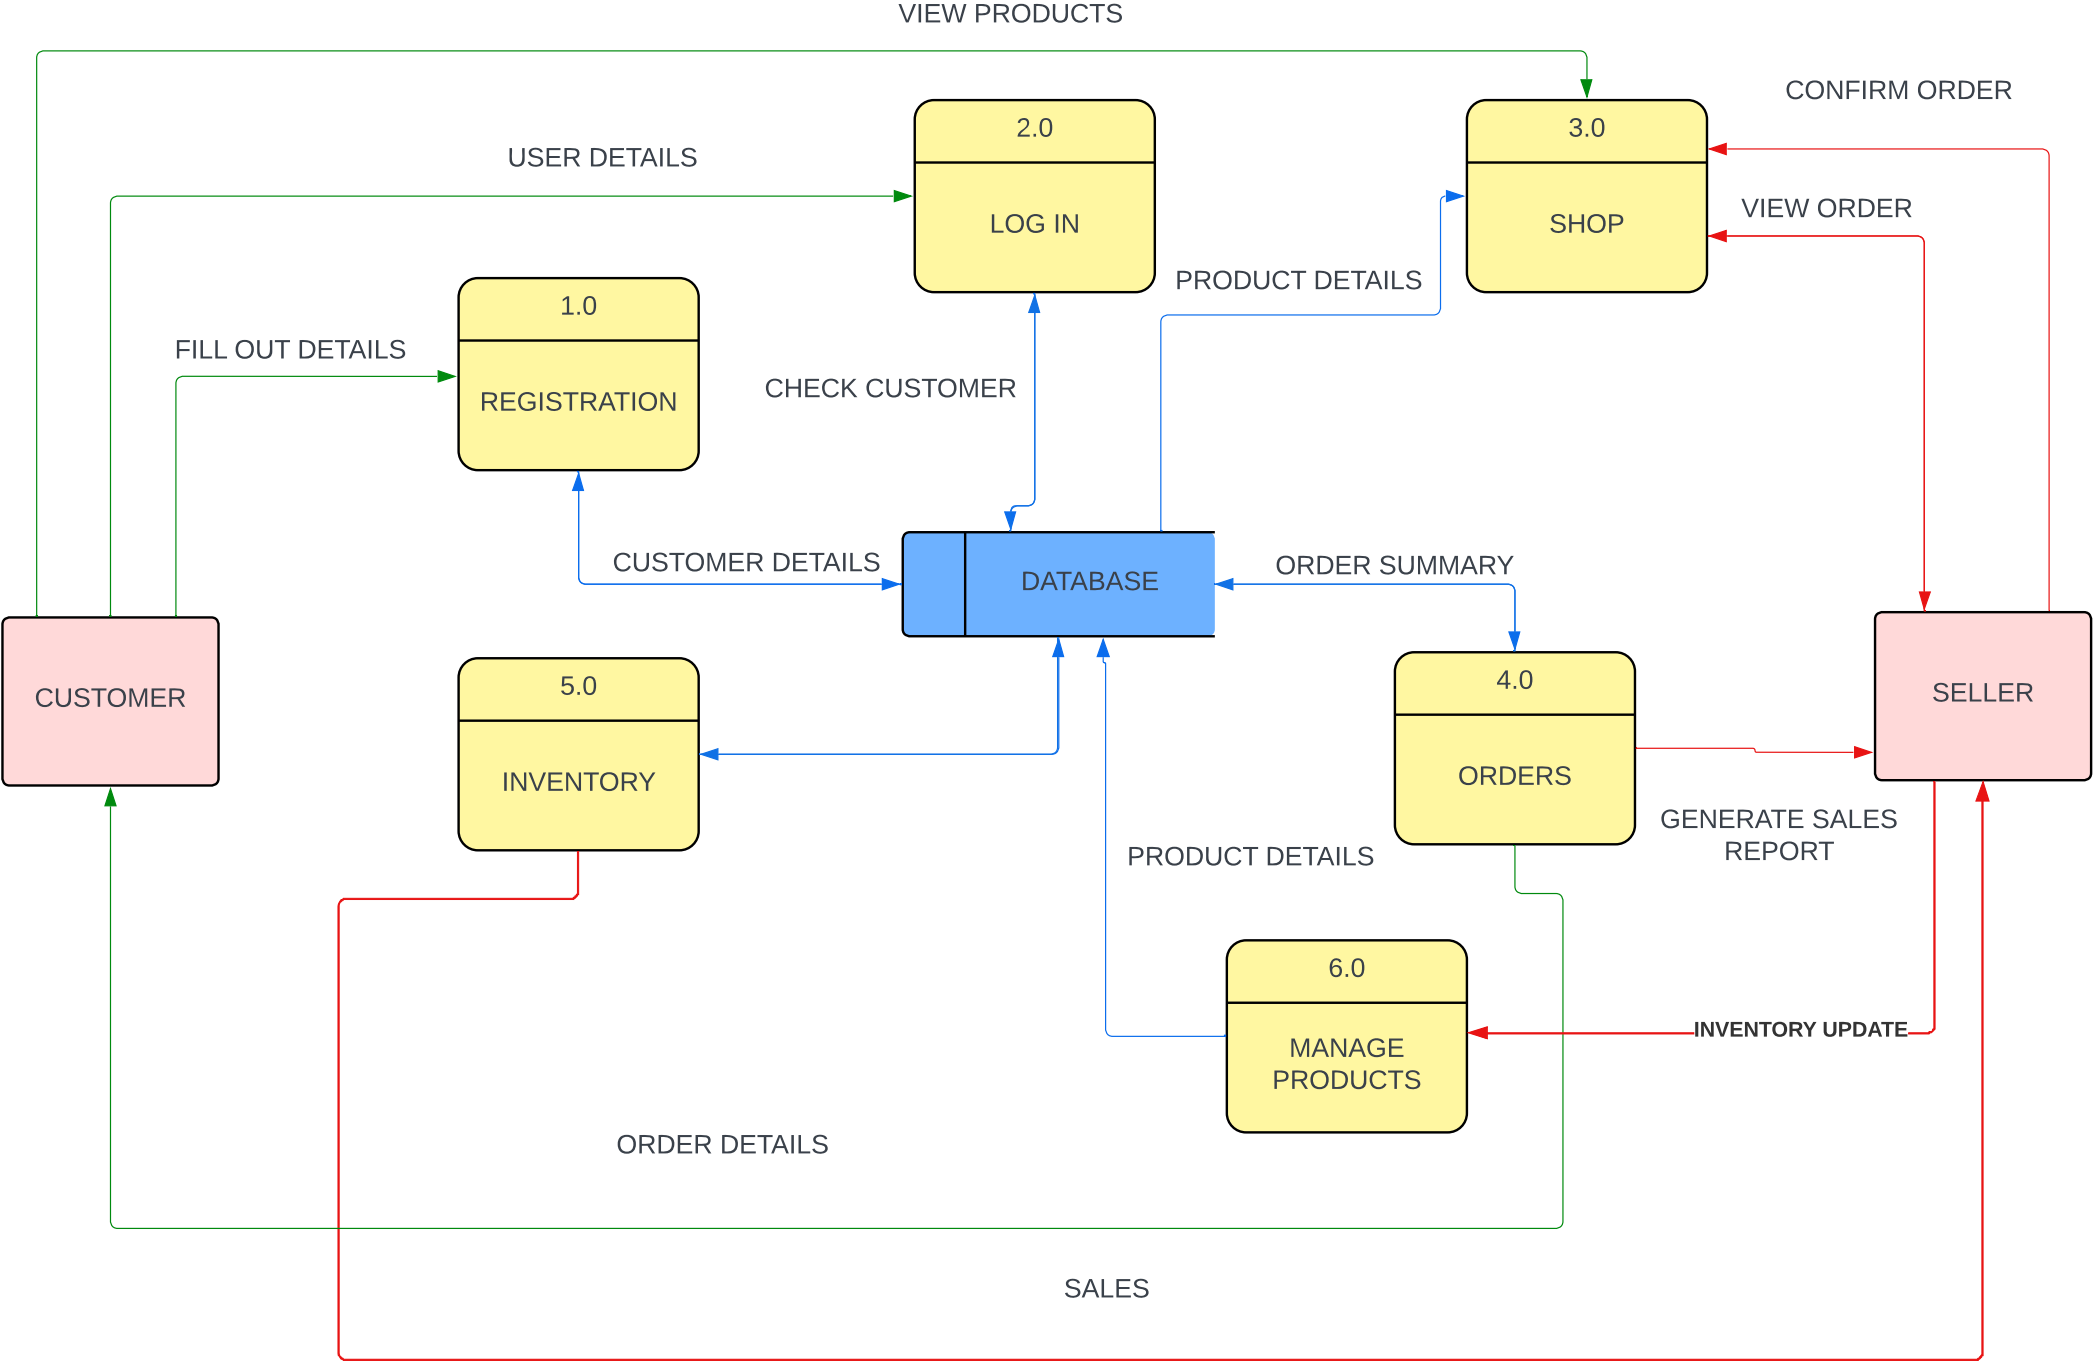 VIEW PRODUCTS
CONFIRM ORDER
2.0
3.0
USER DETAILS
VIEW ORDER
LOG IN
SHOP
PRODUCT DETAILS
1.0
FILL OUT DETAILS
CHECK CUSTOMER
REGISTRATION
CUSTOMER DETAILS
ORDER SUMMARY
DATABASE
4.0
5.0
SELLER
CUSTOMER
ORDERS
INVENTORY
GENERATE SALES
REPORT
PRODUCT DETAILS
6.0
INVENTORY UPDATE
MANAGE
PRODUCTS
ORDER DETAILS
SALES